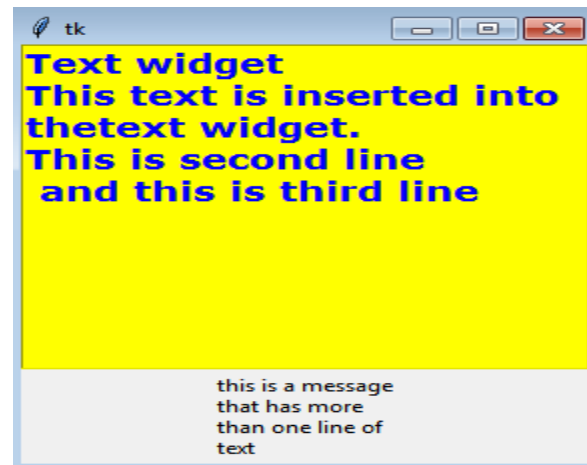 tk
Text widget
This text is inserted into
thetext widget.
This is second line
and this is third line
this is a message
that has more
than one line of
text